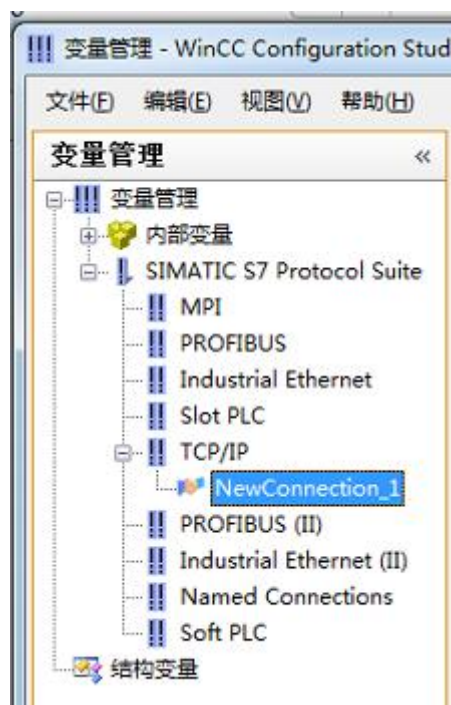 变量管理 - WinCC Configuration Stud
文件(F) 编辑(E) 视图(V) 帮助(H)
变量管理 «
变量管理
内部变量
SIMATIC S7 Protocol Suite
MPI
PROFIBUS
Industrial Ethernet
Slot PLC
TCP/IP
NewConnection_1
PROFIBUS (II)
Industrial Ethernet (II)
Named Connections
Soft PLC
结构变量